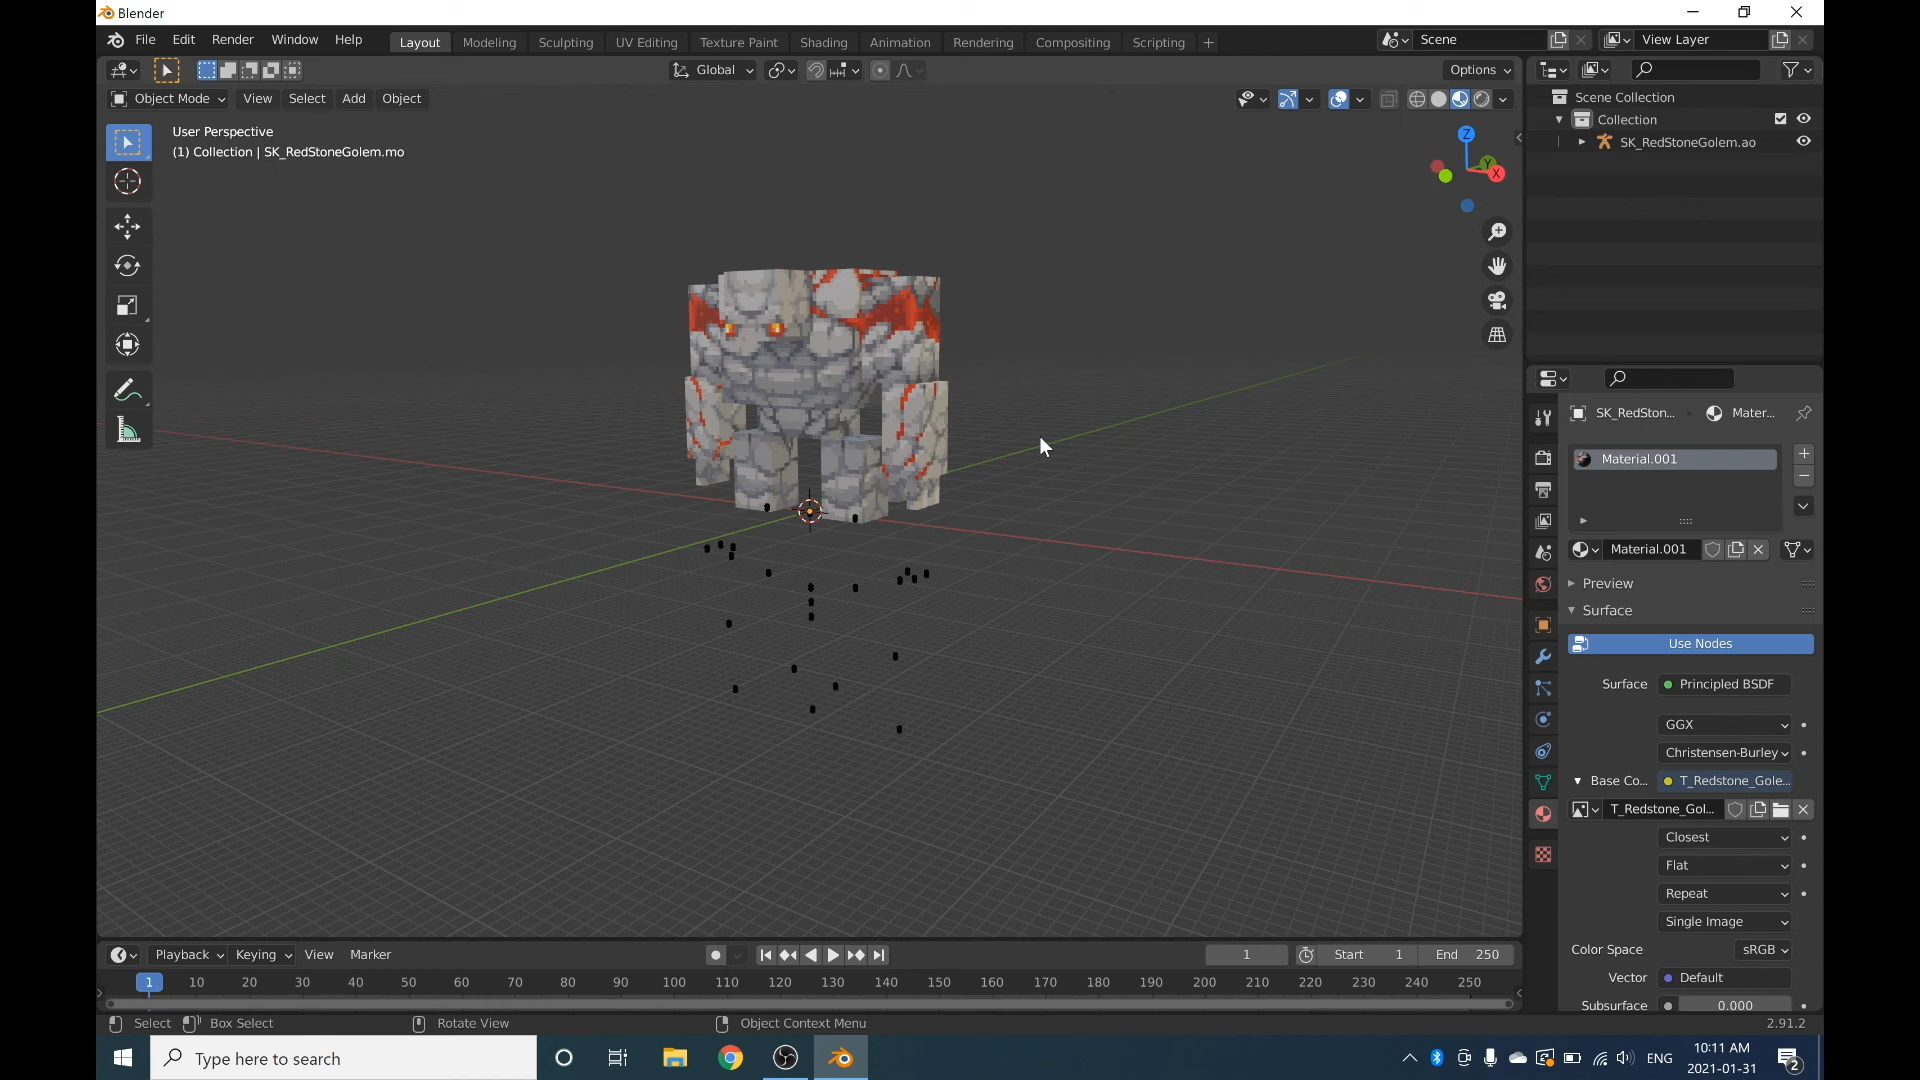 Blender
File Edit Render Window Help
Layout Modeling Sculpting UV Editing Texture Paint Shading Animation Rendering Compositing Scripting +
Scene View Layer
Global Options
Object Mode View Select Add Object
User Perspective
(1) Collection | SK_RedStoneGolem.mo
Z
Y
X
Scene Collection
Collection
SK_RedStoneGolem.ao
SK_RedSton... Mater...
Material.001
Material.001
Preview
Surface
Use Nodes
Surface Principled BSDF
GGX
Christensen-Burley
Base Co... T_Redstone_Gole...
T_Redstone_Gol...
Closest
Flat
Repeat
Single Image
Color Space sRGB
Vector Default
Subsurface 0.000
Playback Keying View Marker
1 Start 1 End 250
1 10 20 30 40 50 60 70 80 90 100 110 120 130 140 150 160 170 180 190 200 210 220 230 240 250
Select Box Select Rotate View Object Context Menu 2.91.2
Type here to search
ENG
10:11 AM
2021-01-31
2